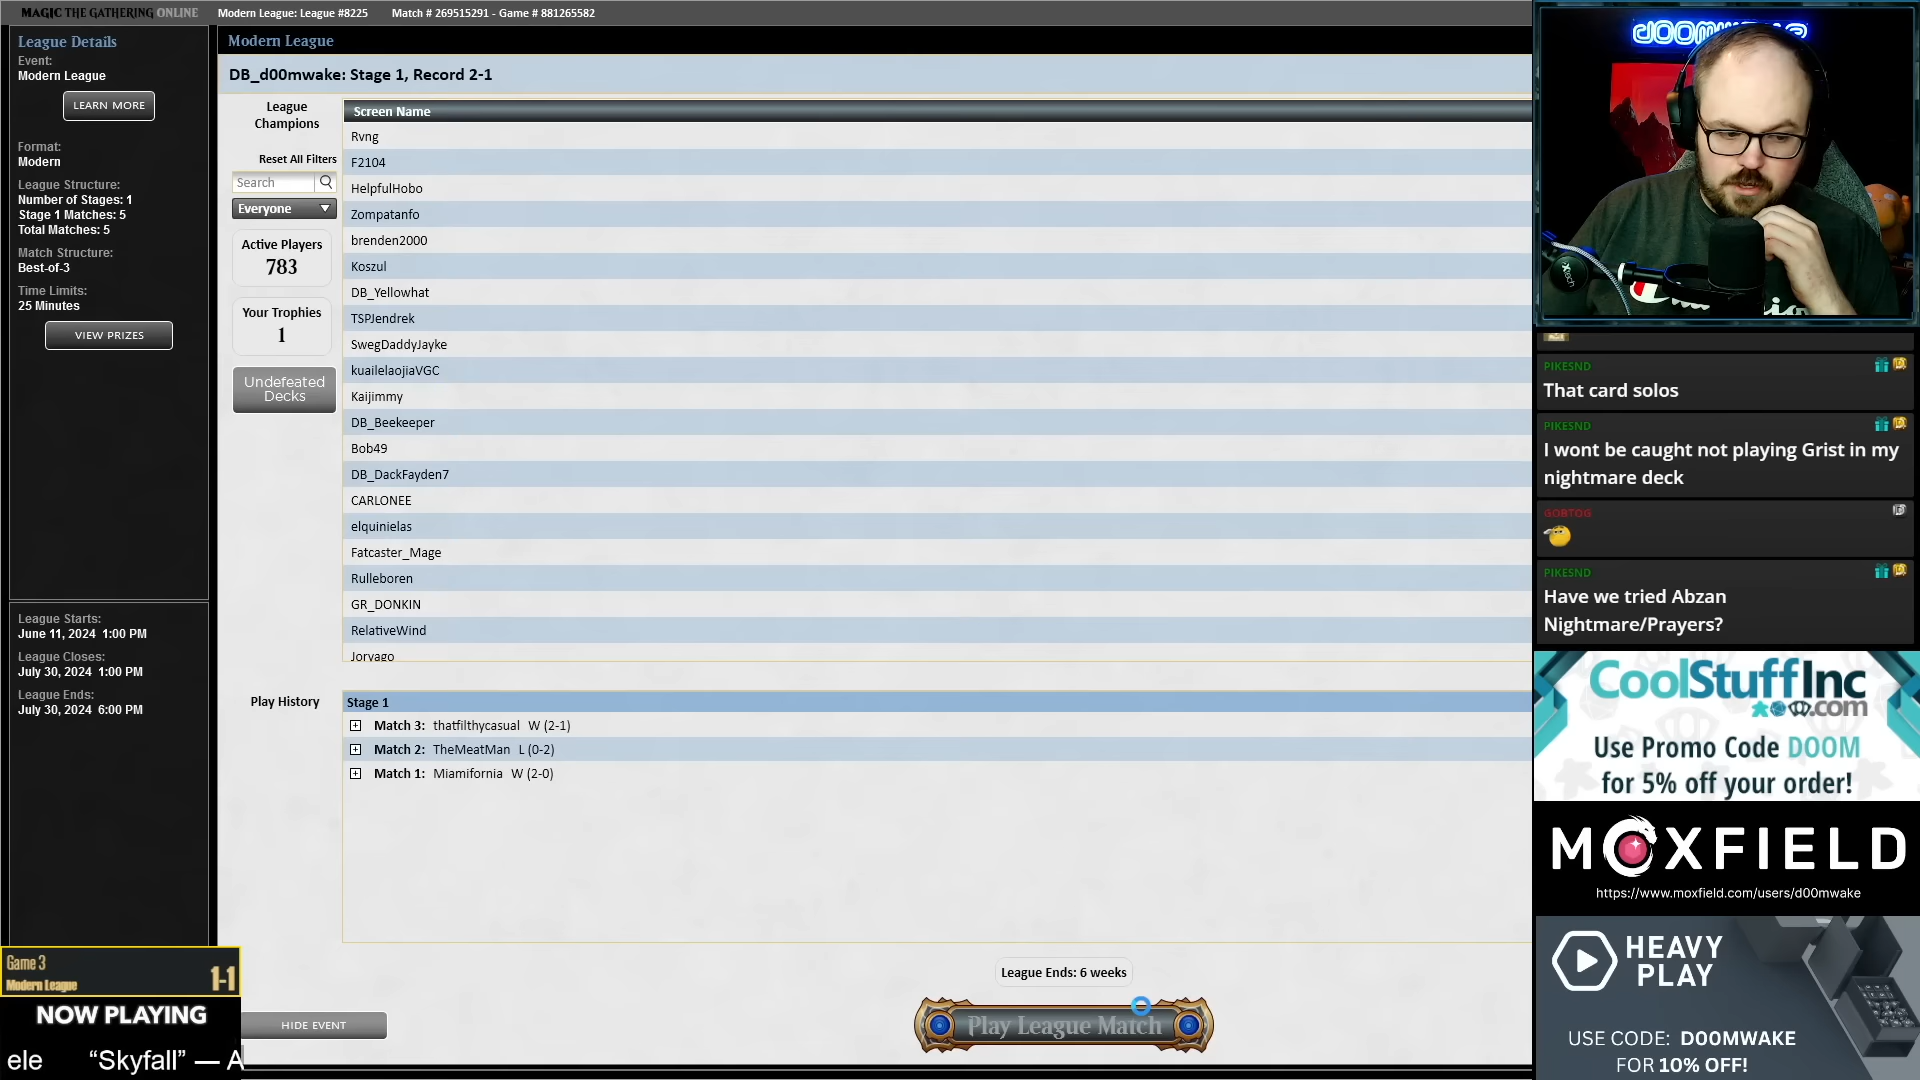 MAGIC THE GATHERING ONLINE
Modern League: League #8225
Match # 269515291 - Game # 881265582
League Details
Event:
Modern League
LEARN MORE
Format:
Modern
League Structure:
Number of Stages: 1
Stage 1 Matches: 5
Total Matches: 5
Match Structure:
Best-of-3
Time Limits:
25 Minutes
VIEW PRIZES
League Starts:
June 11, 2024 1:00 PM
League Closes:
July 30, 2024 1:00 PM
League Ends:
July 30, 2024 6:00 PM
Game 3
Modern League
1-1
NOW PLAYING
ele “Skyfall” — A
Modern League
DB_d00mwake: Stage 1, Record 2-1
League
Champions
Reset All Filters
Search
Everyone
Active Players
783
Your Trophies
1
Undefeated
Decks
Screen Name
Rvng
F2104
HelpfulHobo
Zompatanfo
brenden2000
Koszul
DB_Yellowhat
TSPJendrek
SwegDaddyJayke
kuailelaojiaVGC
Kaijimmy
DB_Beekeeper
Bob49
DB_DackFayden7
CARLONEE
elquinielas
Fatcaster_Mage
Rulleboren
GR_DONKIN
RelativeWind
Joryago
Play History
Stage 1
Match 3: thatfilthycasual W (2-1)
Match 2: TheMeatMan L (0-2)
Match 1: Miamifornia W (2-0)
League Ends: 6 weeks
HIDE EVENT
Play League Match
d00mwake
PIKESND
That card solos
PIKESND
I wont be caught not playing Grist in my
nightmare deck
GOBTOG
PIKESND
Have we tried Abzan
Nightmare/Prayers?
CoolStuffInc
.com
Use Promo Code DOOM
for 5% off your order!
MOXFIELD
https://www.moxfield.com/users/d00mwake
HEAVY
PLAY
USE CODE: D00MWAKE
FOR 10% OFF!